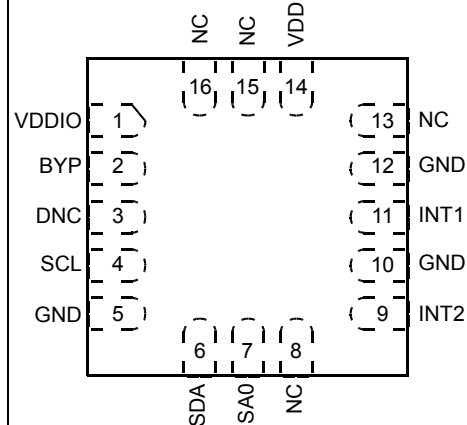 NC NC VDD
16 15 14
VDDIO 1 13 NC
BYP 2 12 GND
DNC 3 11 INT1
SCL 4 10 GND
GND 5 9 INT2
6 7 8
SDA SA0 NC